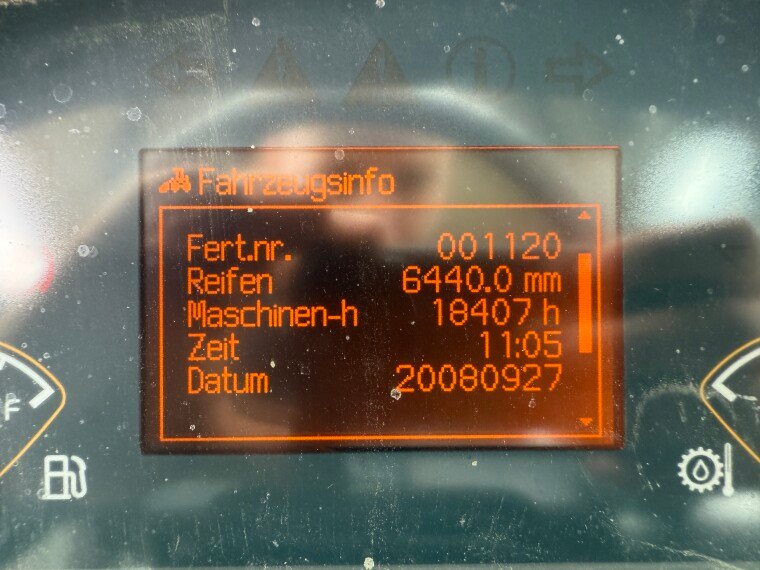 Fahrzeugsinfo
Fert.nr. 001120
Reifen 6440.0 mm
Maschinen-h 18407 h
Zeit 11:05
Datum 20080927
F